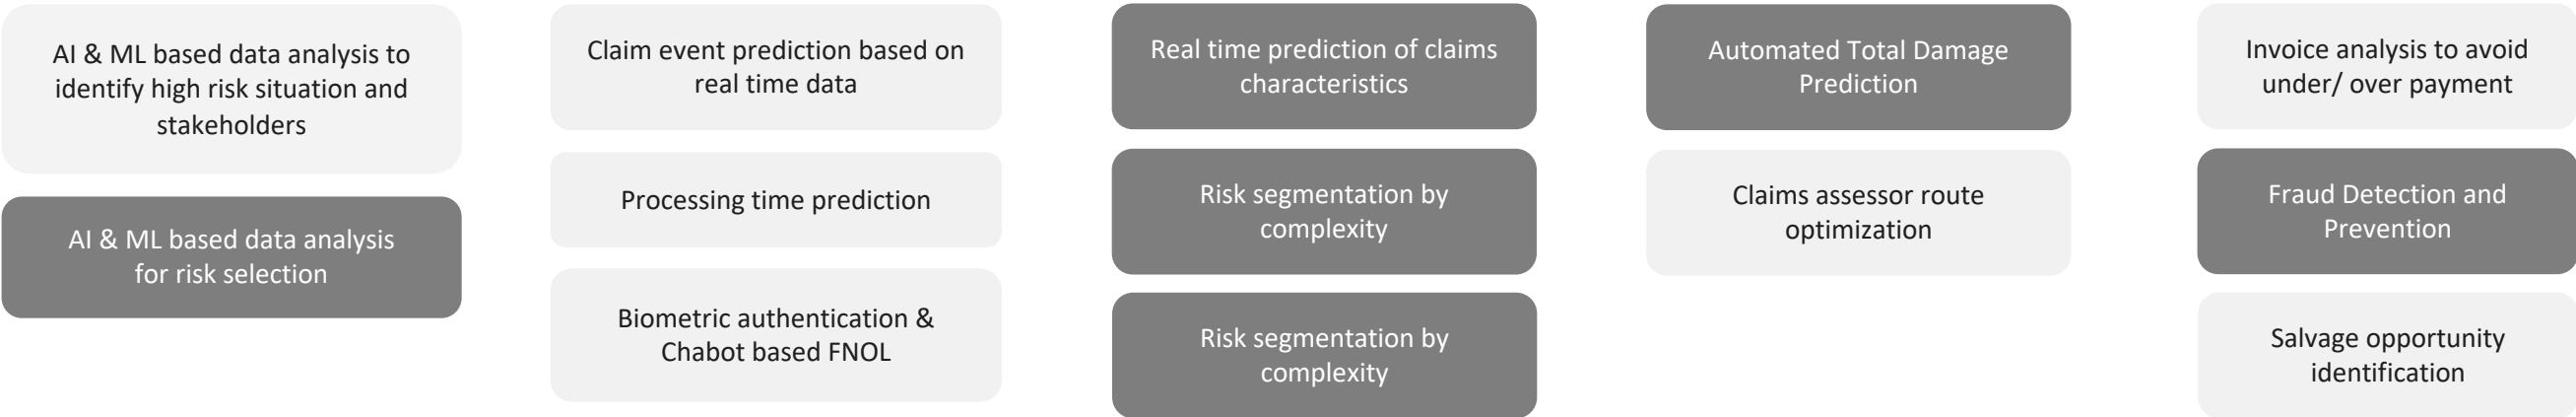 AI & ML based data analysis to
identify high risk situation and
stakeholders
AI & ML based data analysis
for risk selection
Claim event prediction based on
real time data
Processing time prediction
Biometric authentication &
Chabot based FNOL
Real time prediction of claims
characteristics
Risk segmentation by
complexity
Risk segmentation by
complexity
Automated Total Damage
Prediction
Claims assessor route
optimization
Invoice analysis to avoid
under/ over payment
Fraud Detection and
Prevention
Salvage opportunity
identification